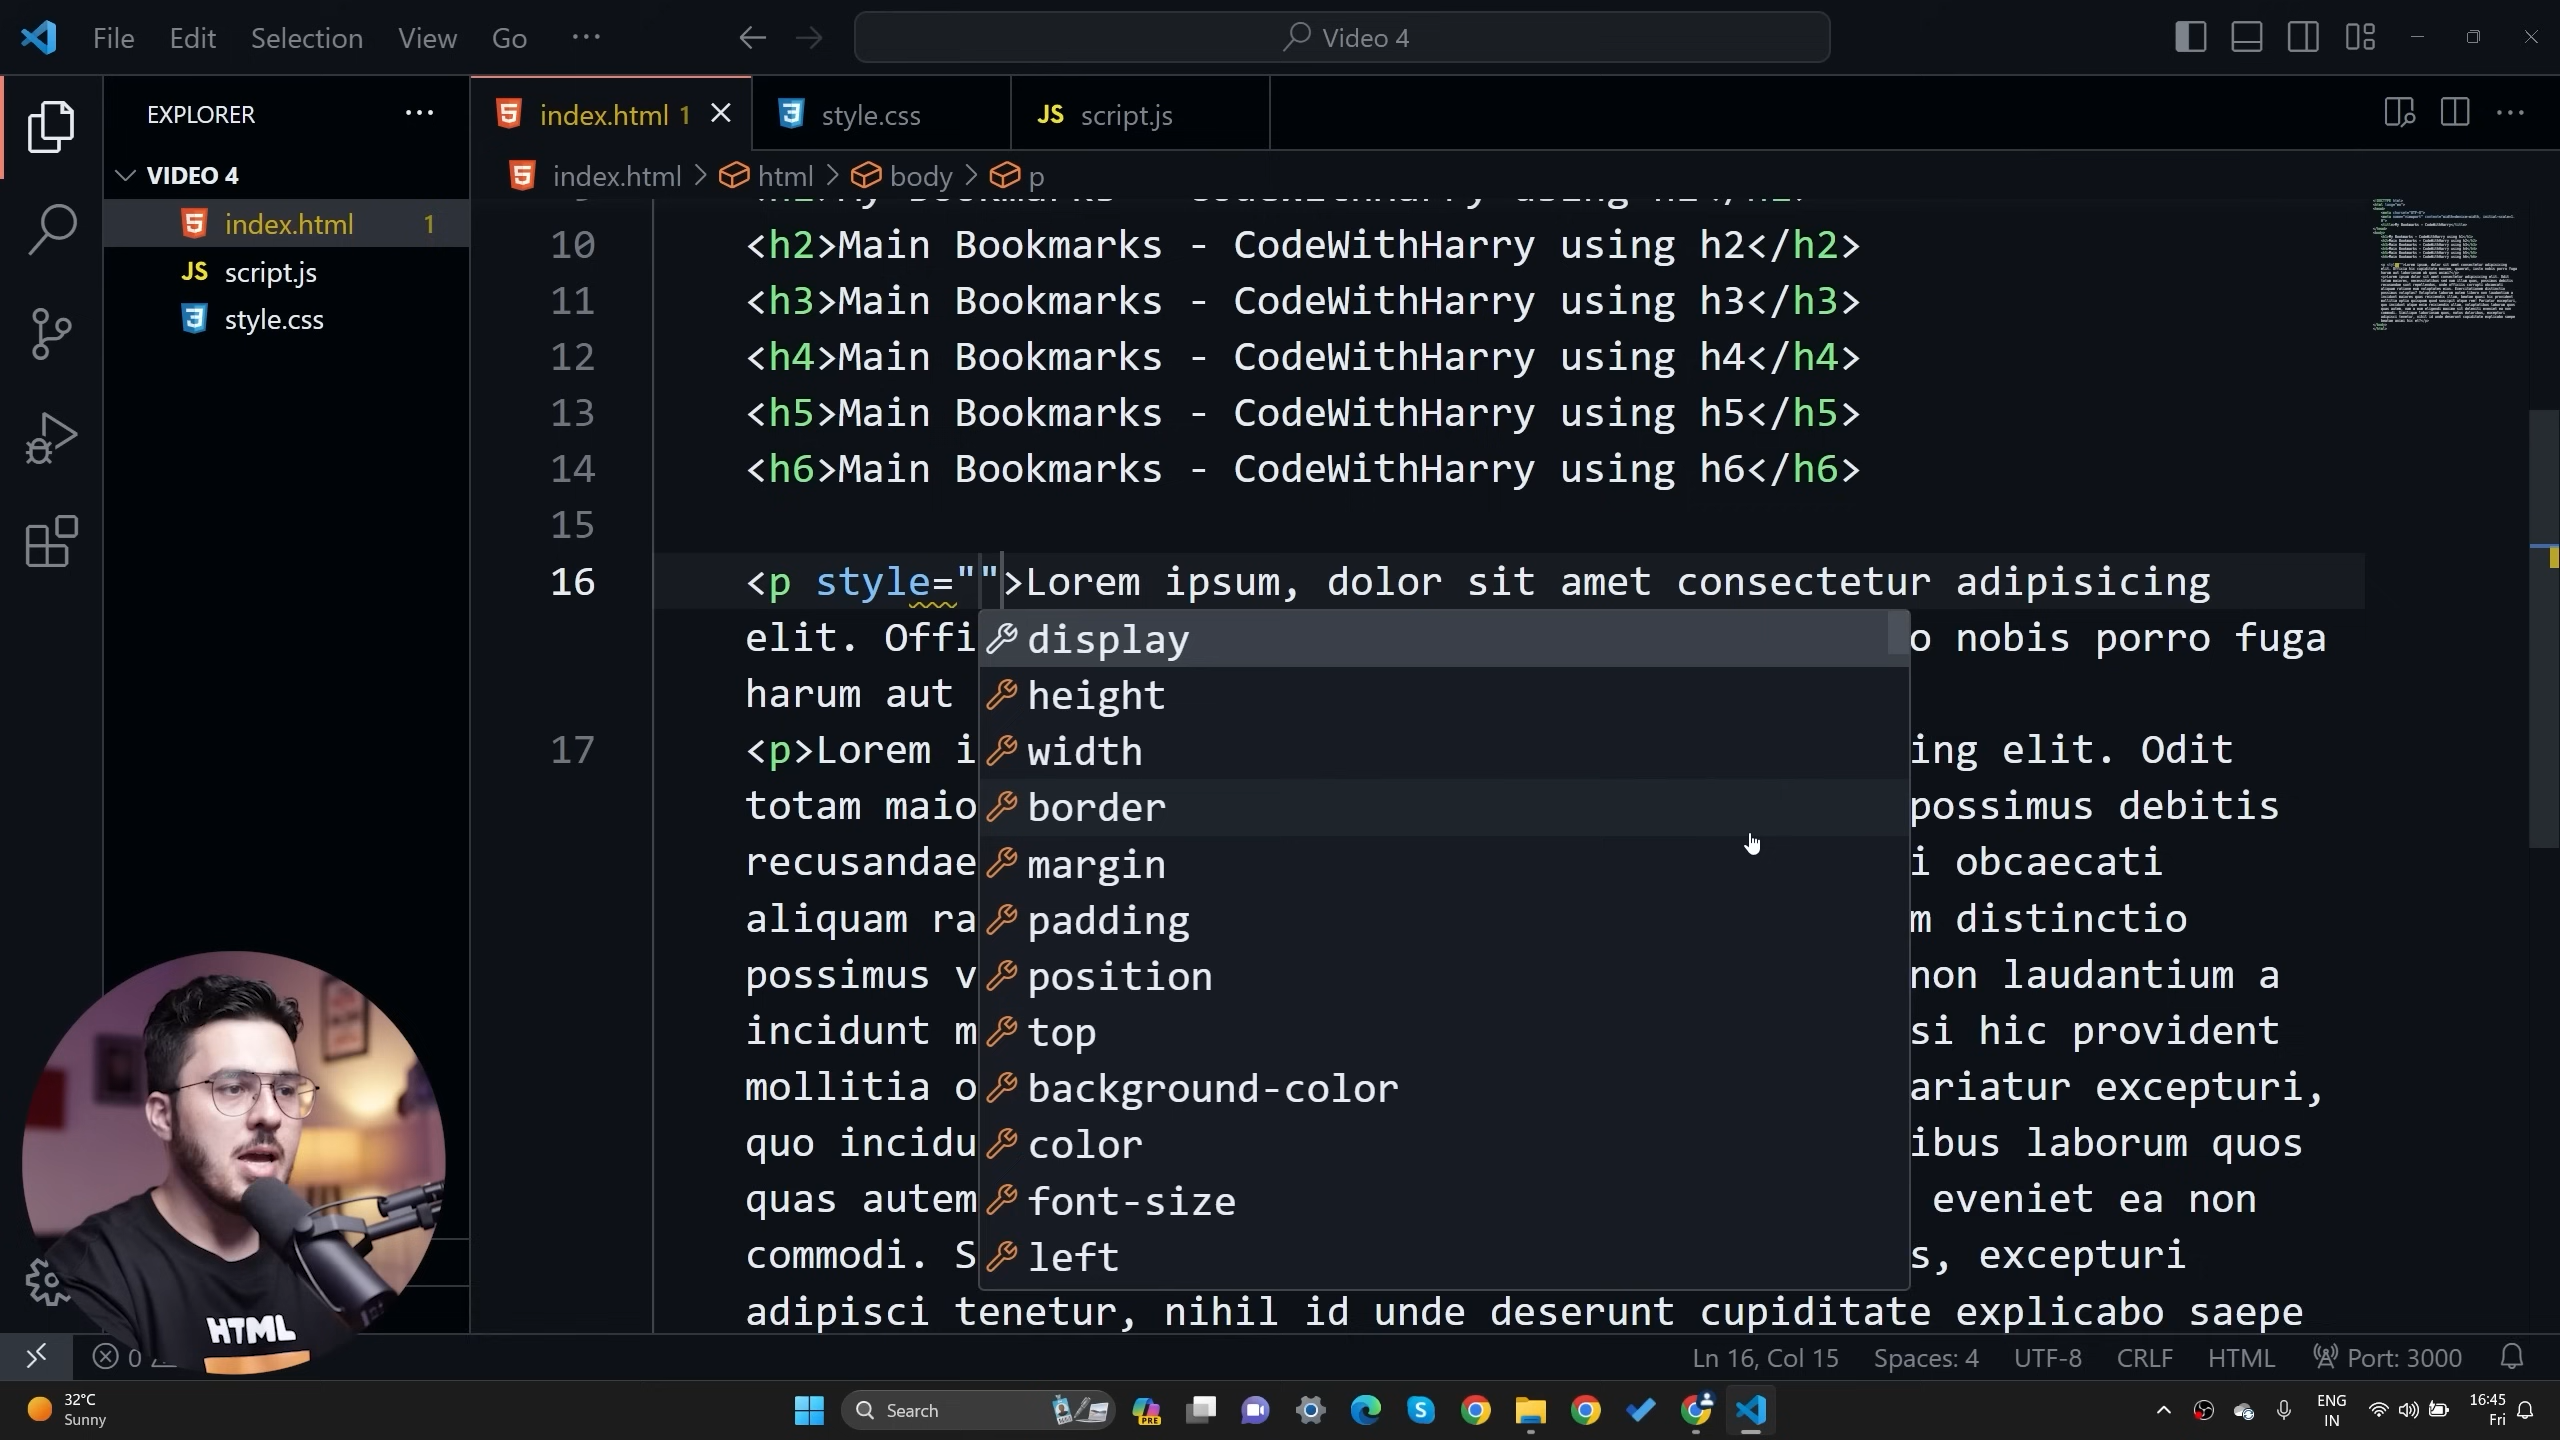 File Edit Selection View Go ··· Video 4
EXPLORER ···
VIDEO 4
index.html 1
JS script.js
style.css
index.html 1
style.css
JS script.js
index.html > html > body > p
10 <h2>Main Bookmarks - CodeWithHarry using h2</h2>
11 <h3>Main Bookmarks - CodeWithHarry using h3</h3>
12 <h4>Main Bookmarks - CodeWithHarry using h4</h4>
13 <h5>Main Bookmarks - CodeWithHarry using h5</h5>
14 <h6>Main Bookmarks - CodeWithHarry using h6</h6>
15
16 <p style="">Lorem ipsum, dolor sit amet consectetur adipisicing
elit. Offi o nobis porro fuga
harum aut
17 <p>Lorem i ing elit. Odit
totam maio possimus debitis
recusandae i obcaecati
aliquam ra m distinctio
possimus v non laudantium a
incidunt m si hic provident
mollitia o ariatur excepturi,
quo incidu ibus laborum quos
quas autem eveniet ea non
commodi. S s, excepturi
adipisci tenetur, nihil id unde deserunt cupiditate explicabo saepe
display
height
width
border
margin
padding
position
top
background-color
color
font-size
left
HTML
0
Ln 16, Col 15 Spaces: 4 UTF-8 CRLF HTML Port: 3000
32°C
Sunny
Search
PRE
ENG
IN
16:45
Fri